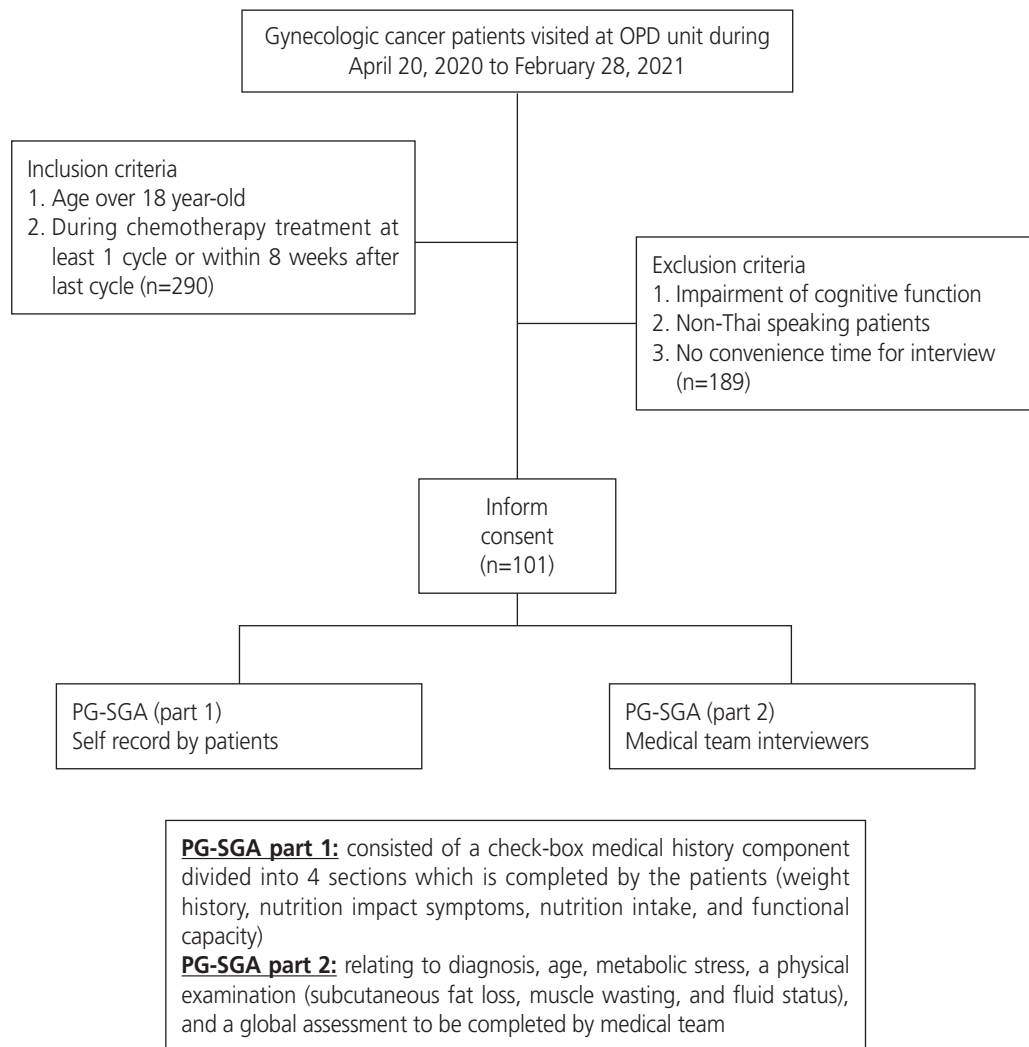 Gynecologic cancer patients visited at OPD unit during
April 20, 2020 to February 28, 2021
Inclusion criteria
1. Age over 18 year-old
2. During chemotherapy treatment at
least 1 cycle or within 8 weeks after
last cycle (n=290)
Exclusion criteria
1. Impairment of cognitive function
2. Non-Thai speaking patients
3. No convenience time for interview
(n=189)
Inform
consent
(n=101)
PG-SGA (part 1)
Self record by patients
PG-SGA (part 2)
Medical team interviewers
PG-SGA part 1: consisted of a check-box medical history component
divided into 4 sections which is completed by the patients (weight
history, nutrition impact symptoms, nutrition intake, and functional
capacity)
PG-SGA part 2: relating to diagnosis, age, metabolic stress, a physical
examination (subcutaneous fat loss, muscle wasting, and fluid status),
and a global assessment to be completed by medical team